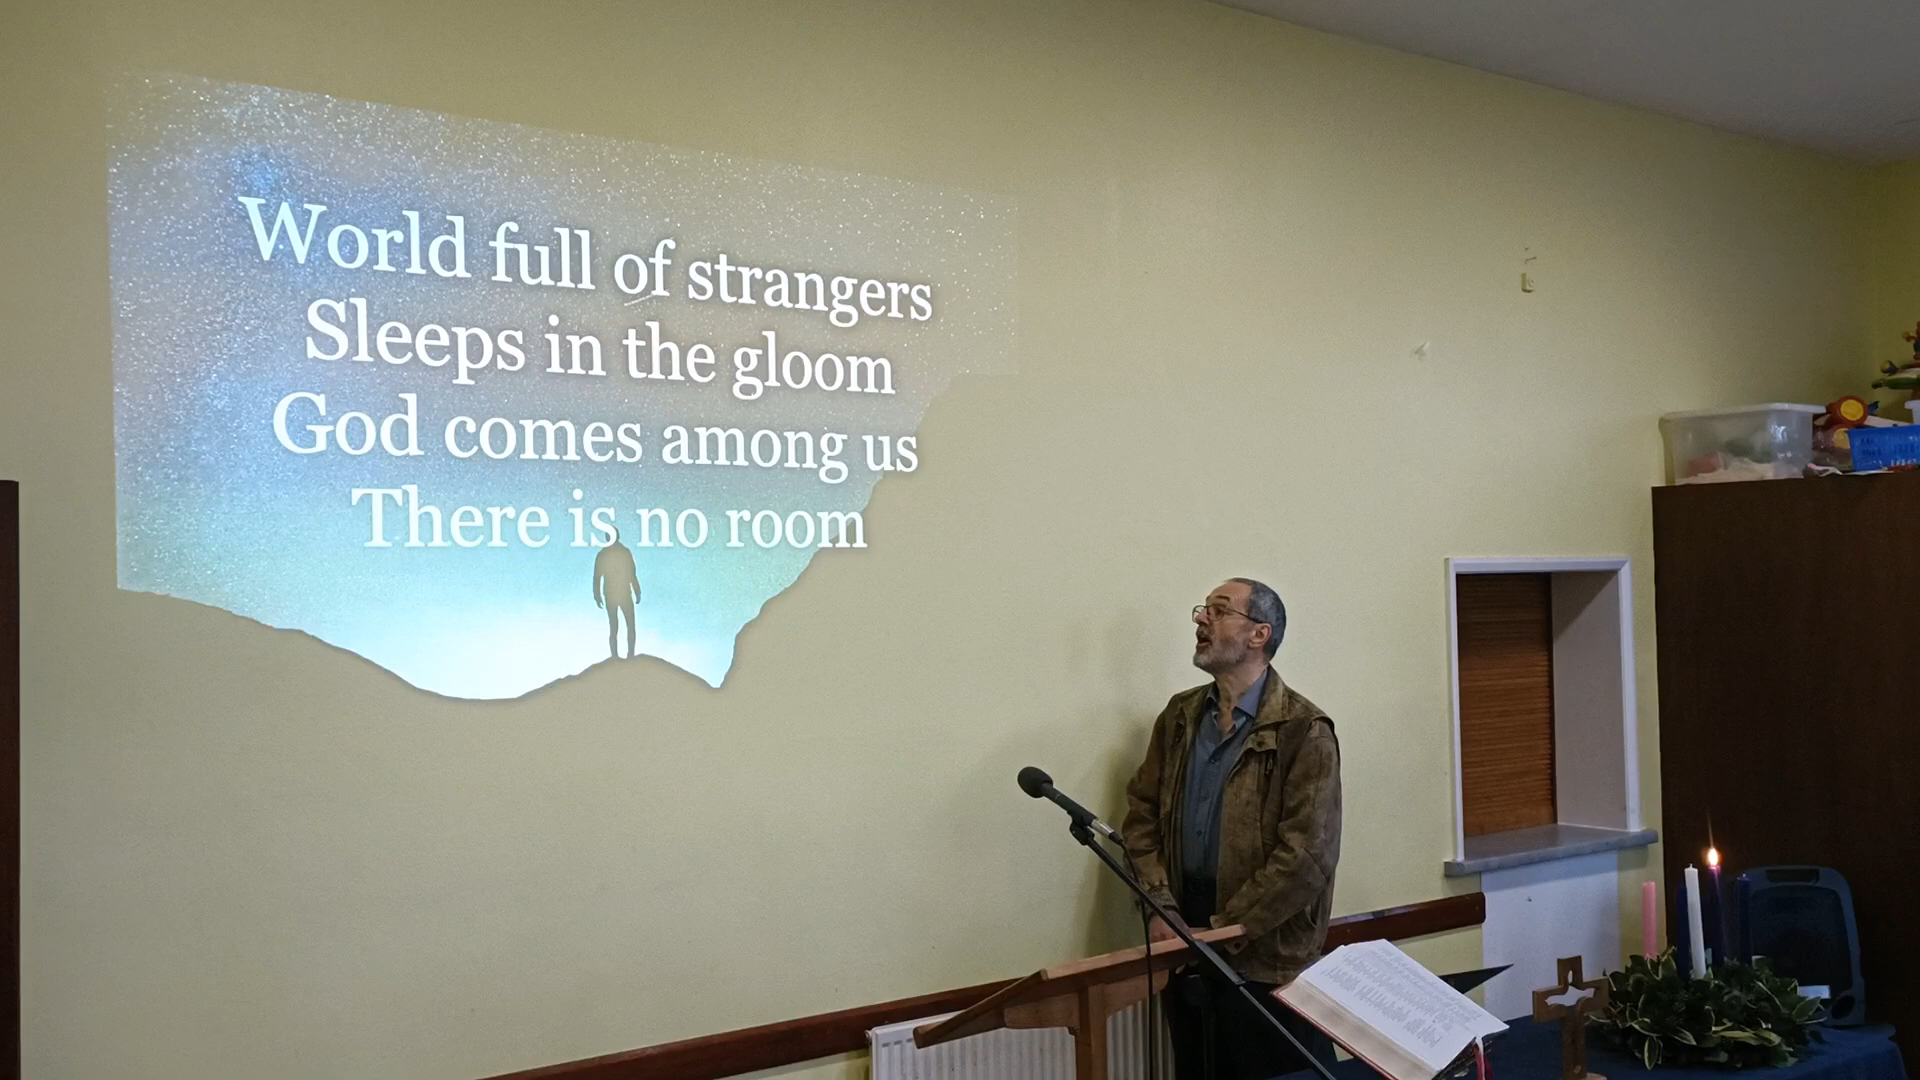 World full of strangers
Sleeps in the gloom
God comes among us
There is no room